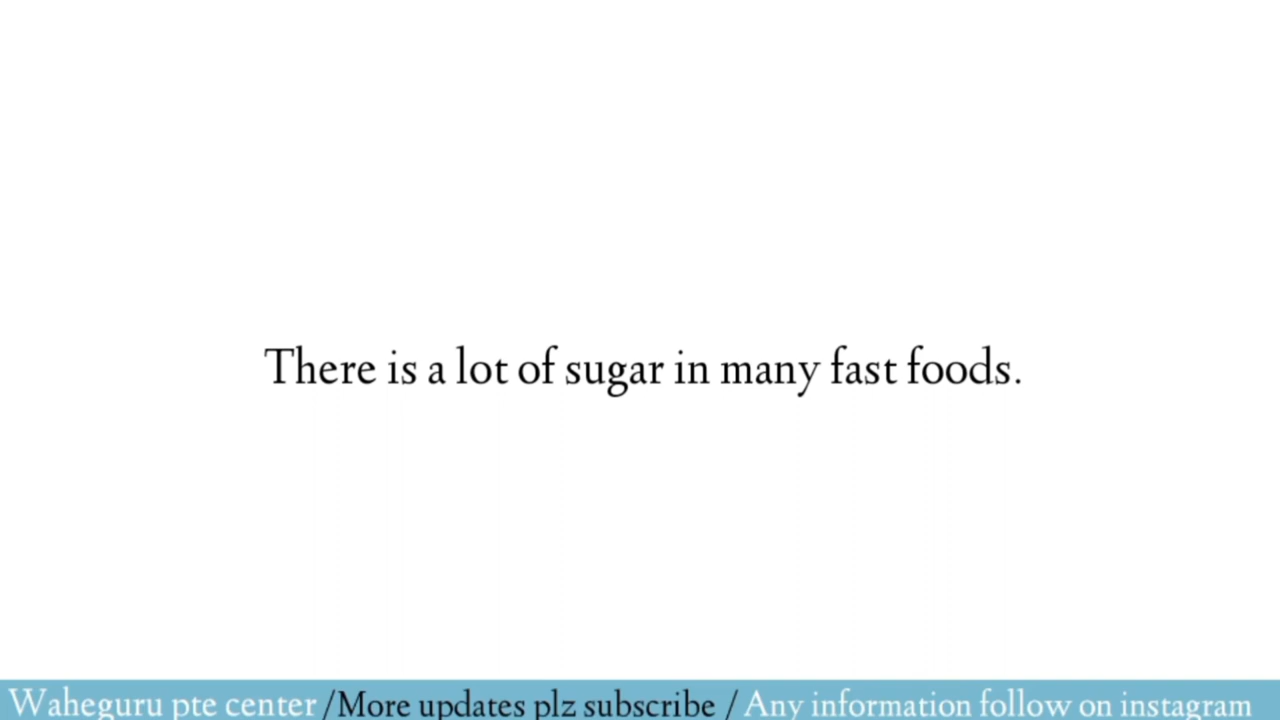 There is a lot of sugar in many fast foods.
Waheguru pte center /More updates plz subscribe / Any information follow on instagram